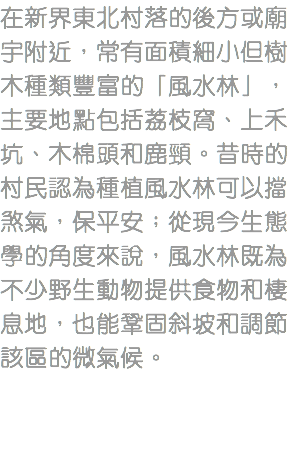 在新界東北村落的後方或廟
宇附近，常有面積細小但樹
木種類豐富的「風水林」，
主要地點包括荔枝窩、上禾
坑、木棉頭和鹿頸。昔時的
村民認為種植風水林可以擋
煞氣，保平安；從現今生態
學的角度來說，風水林既為
不少野生動物提供食物和棲
息地，也能鞏固斜坡和調節
該區的微氣候。